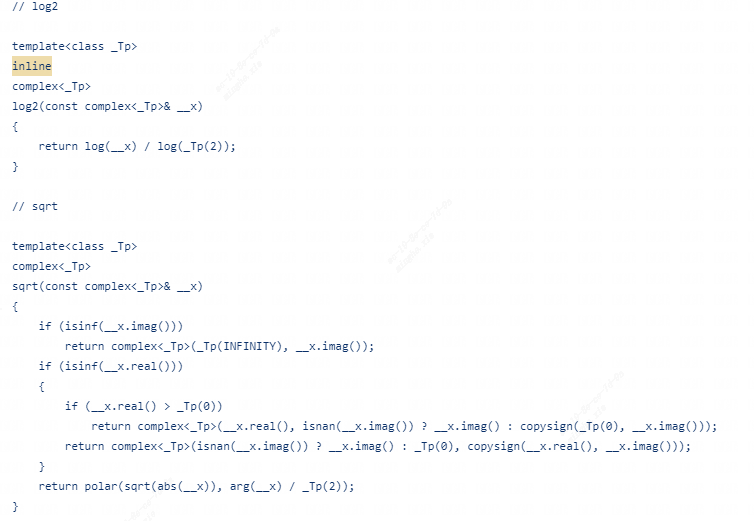 // log2
template<class _Tp>
inline
complex<_Tp>
log2(const complex<_Tp>& __x)
{
    return log(__x) / log(_Tp(2));
}
// sqrt
template<class _Tp>
complex<_Tp>
sqrt(const complex<_Tp>& __x)
{
    if (isinf(__x.imag()))
        return complex<_Tp>(_Tp(INFINITY), __x.imag());
    if (isinf(__x.real()))
    {
        if (__x.real() > _Tp(0))
            return complex<_Tp>(__x.real(), isnan(__x.imag()) ? __x.imag() : copysign(_Tp(0), __x.imag()));
        return complex<_Tp>(isnan(__x.imag()) ? __x.imag() : _Tp(0), copysign(__x.real(), __x.imag()));
    }
    return polar(sqrt(abs(__x)), arg(__x) / _Tp(2));
}